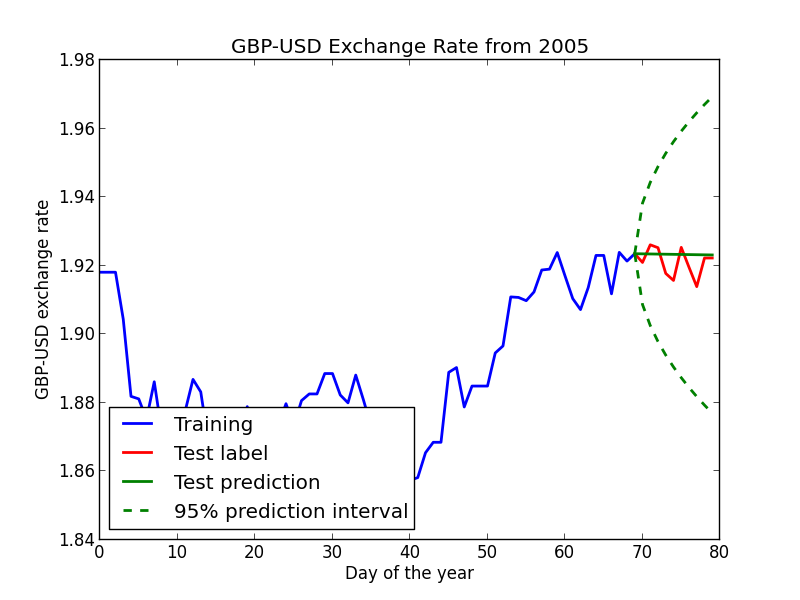 GBP-USD Exchange Rate from 2005
GBP-USD exchange rate
1.98
1.96
1.94
1.92
1.90
1.88
1.86
1.84
Training
Test label
Test prediction
95% prediction interval
0 10 20 30 40 50 60 70 80
Day of the year